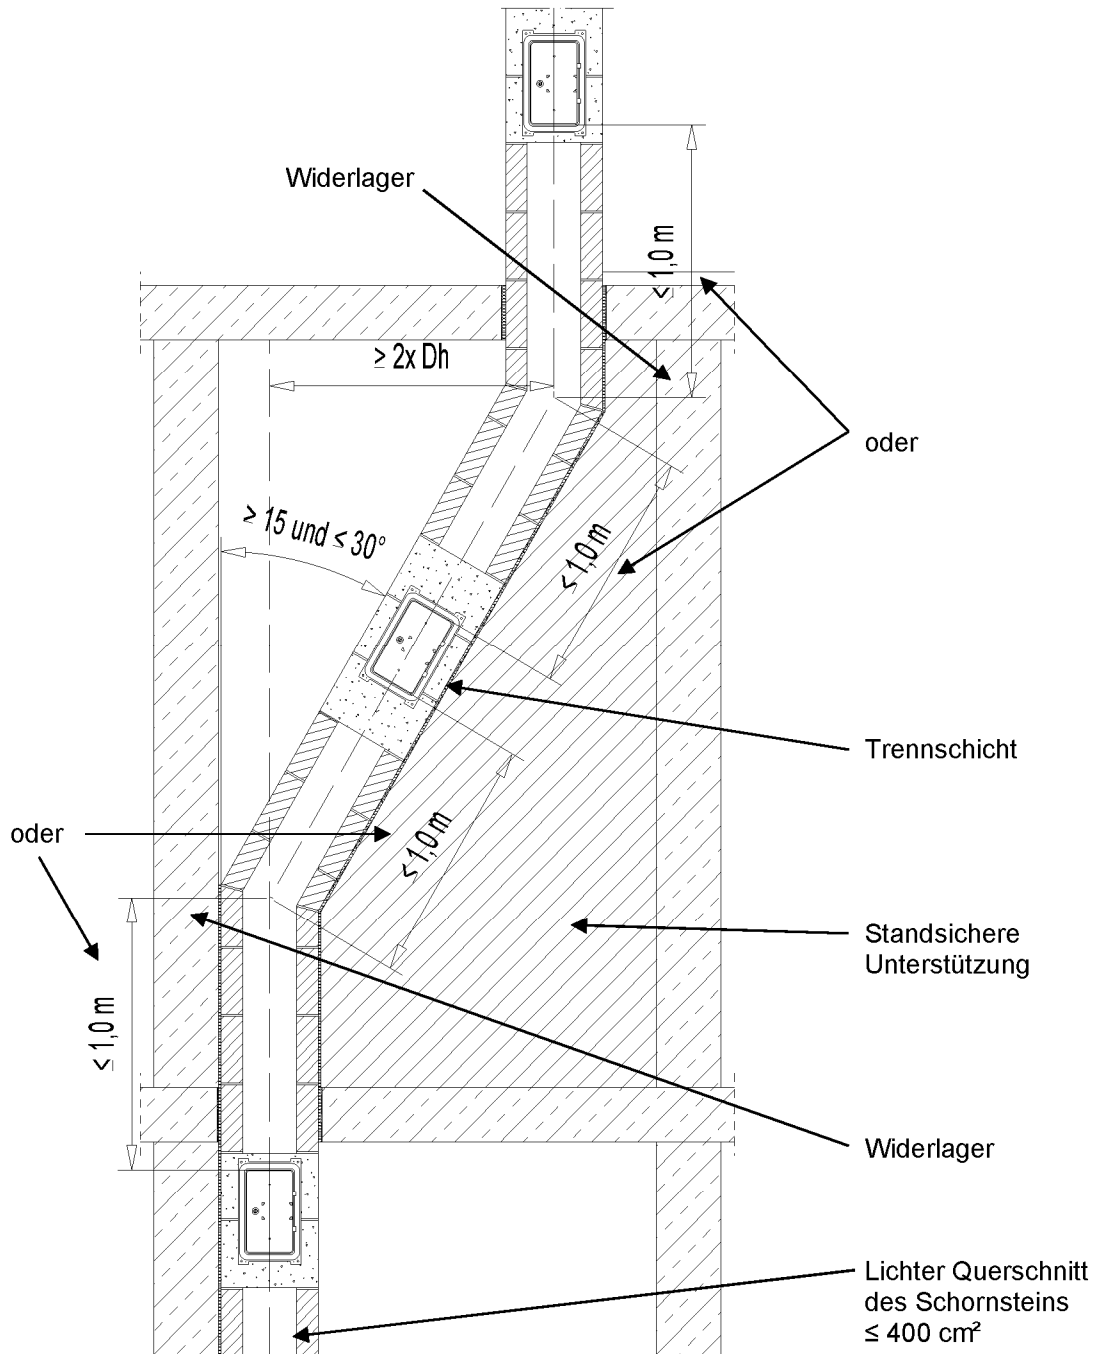 Widerlager
≤ 1,0 m
≥ 2x Dh
oder
≥ 15 und ≤ 30°
≤ 1,0 m
Trennschicht
oder
≤ 1,0 m
Standsichere
Unterstützung
≤ 1,0 m
Widerlager
Lichter Querschnitt
des Schornsteins
≤ 400 cm²